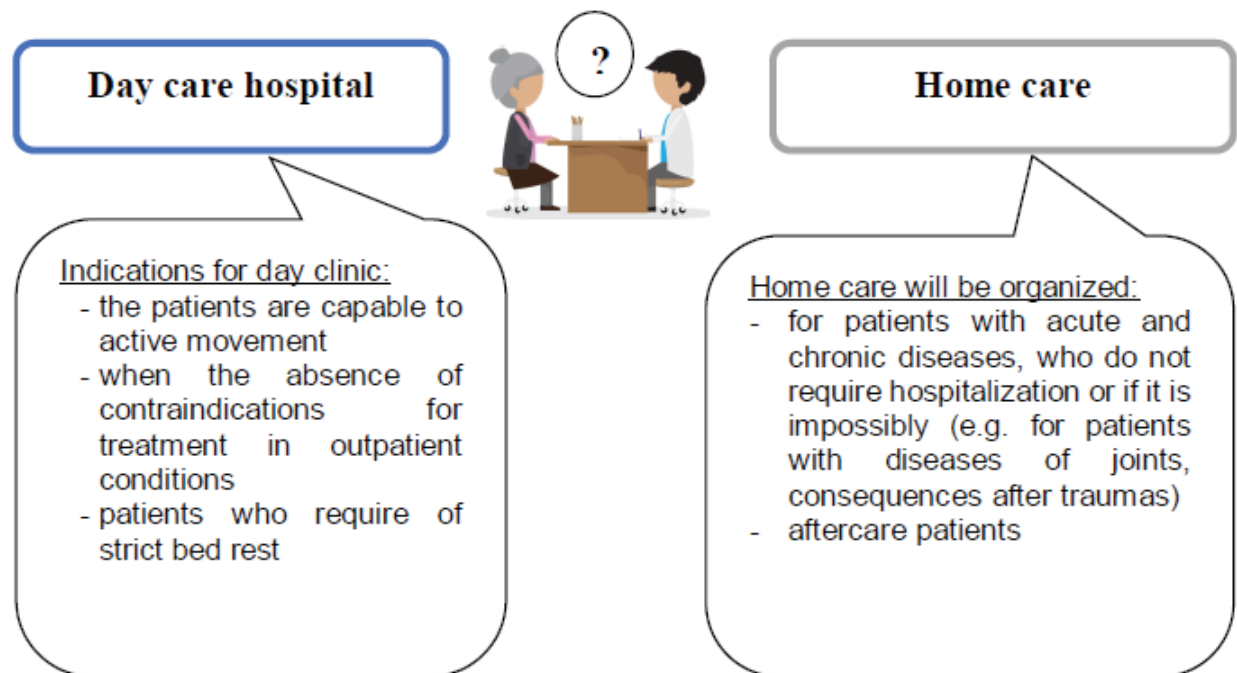 Day care hospital
?
Home care
Indications for day clinic:
- the patients are capable to
active movement
- when the absence of
contraindications for
treatment in outpatient
conditions
- patients who require of
strict bed rest
Home care will be organized:
- for patients with acute and
chronic diseases, who do not
require hospitalization or if it is
impossibly (e.g. for patients
with diseases of joints,
consequences after traumas)
- aftercare patients